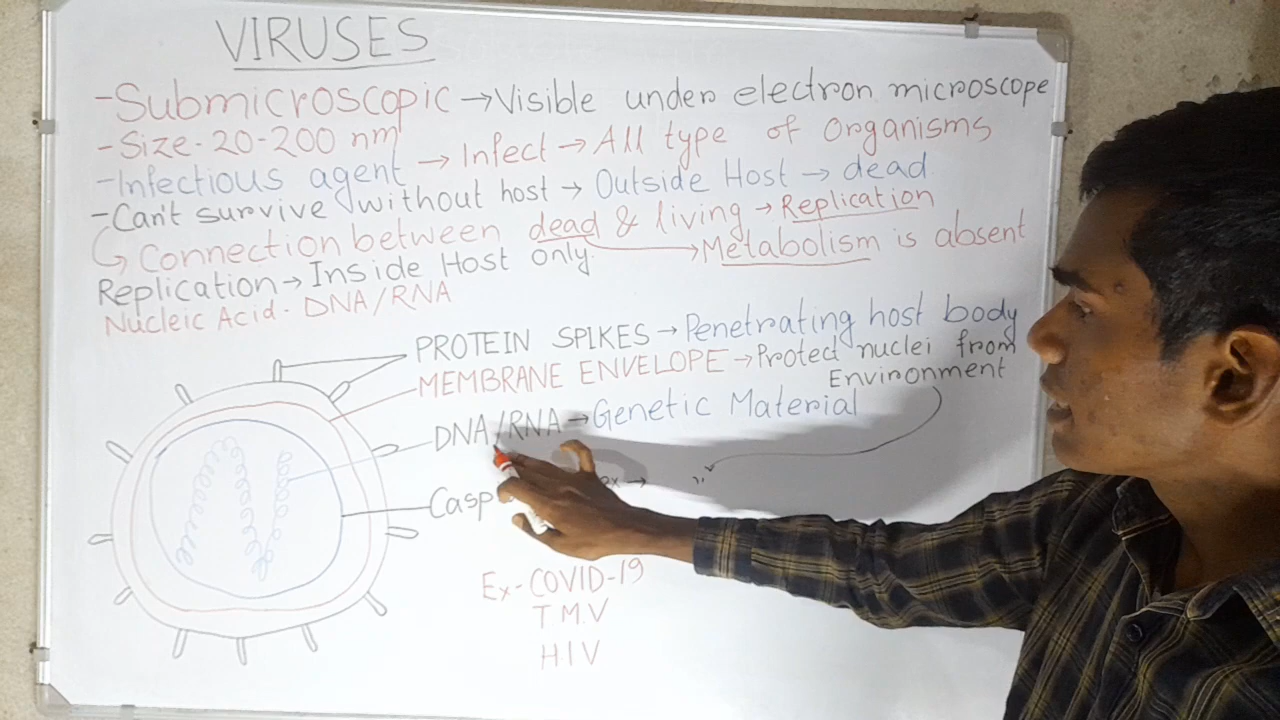 VIRUSES
-Submicroscopic → Visible under electron microscope
-Size-20-200 nm
-Infectious agent → Infect → All type of Organisms
-Can't survive without host → Outside Host → dead
↳ Connection between dead & living → Replication
→ Metabolism is absent
Replication → Inside Host only
Nucleic Acid - DNA/RNA
PROTEIN SPIKES → Penetrating host body
MEMBRANE ENVELOPE → Protect nuclei from
Environment
DNA/RNA → Genetic Material
Casp
Ex-COVID-19
T.M.V
H.I.V